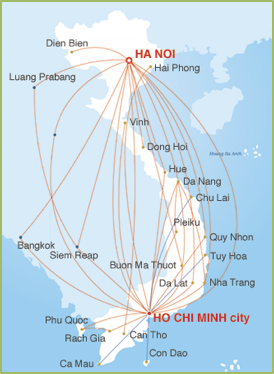 Dien Bien
HA NOI
Hai Phong
Luang Prabang
Vinh
Dong Hoi
Hue
Da Nang
Chu Lai
Pleiku
Bangkok
Siem Reap
Quy Nhon
Buon Ma Thuot
Tuy Hoa
Da Lat
Nha Trang
HO CHI MINH city
Phu Quoc
Rach Gia
Can Tho
Ca Mau
Con Dao